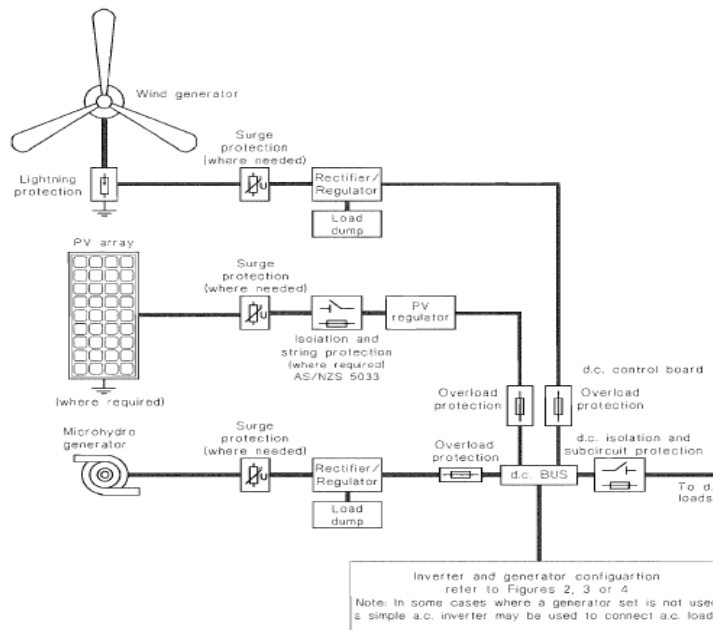 Wind generator
Surge
protection
(where needed)
Lightning
protection
Rectifier/
Regulator
Load
dump
PV array
Surge
protection
(where needed)
U
PV
regulator
Isolation and
string protection
(where required)
AS/NZS 5033
(where required)
d.c. control board
Overload
protection
Overload
protection
Microhydro
generator
Surge
protection
(where needed)
U
Rectifier/
Regulator
Load
dump
Overload
protection
d.c. BUS
d.c. isolation and
subcircuit protection
To d.
loads
U
Inverter and generator configuartion
refer to Figures 2, 3 or 4
Note: In some cases where a generator set is not used
a simple a.c. inverter may be used to connect a.c. load